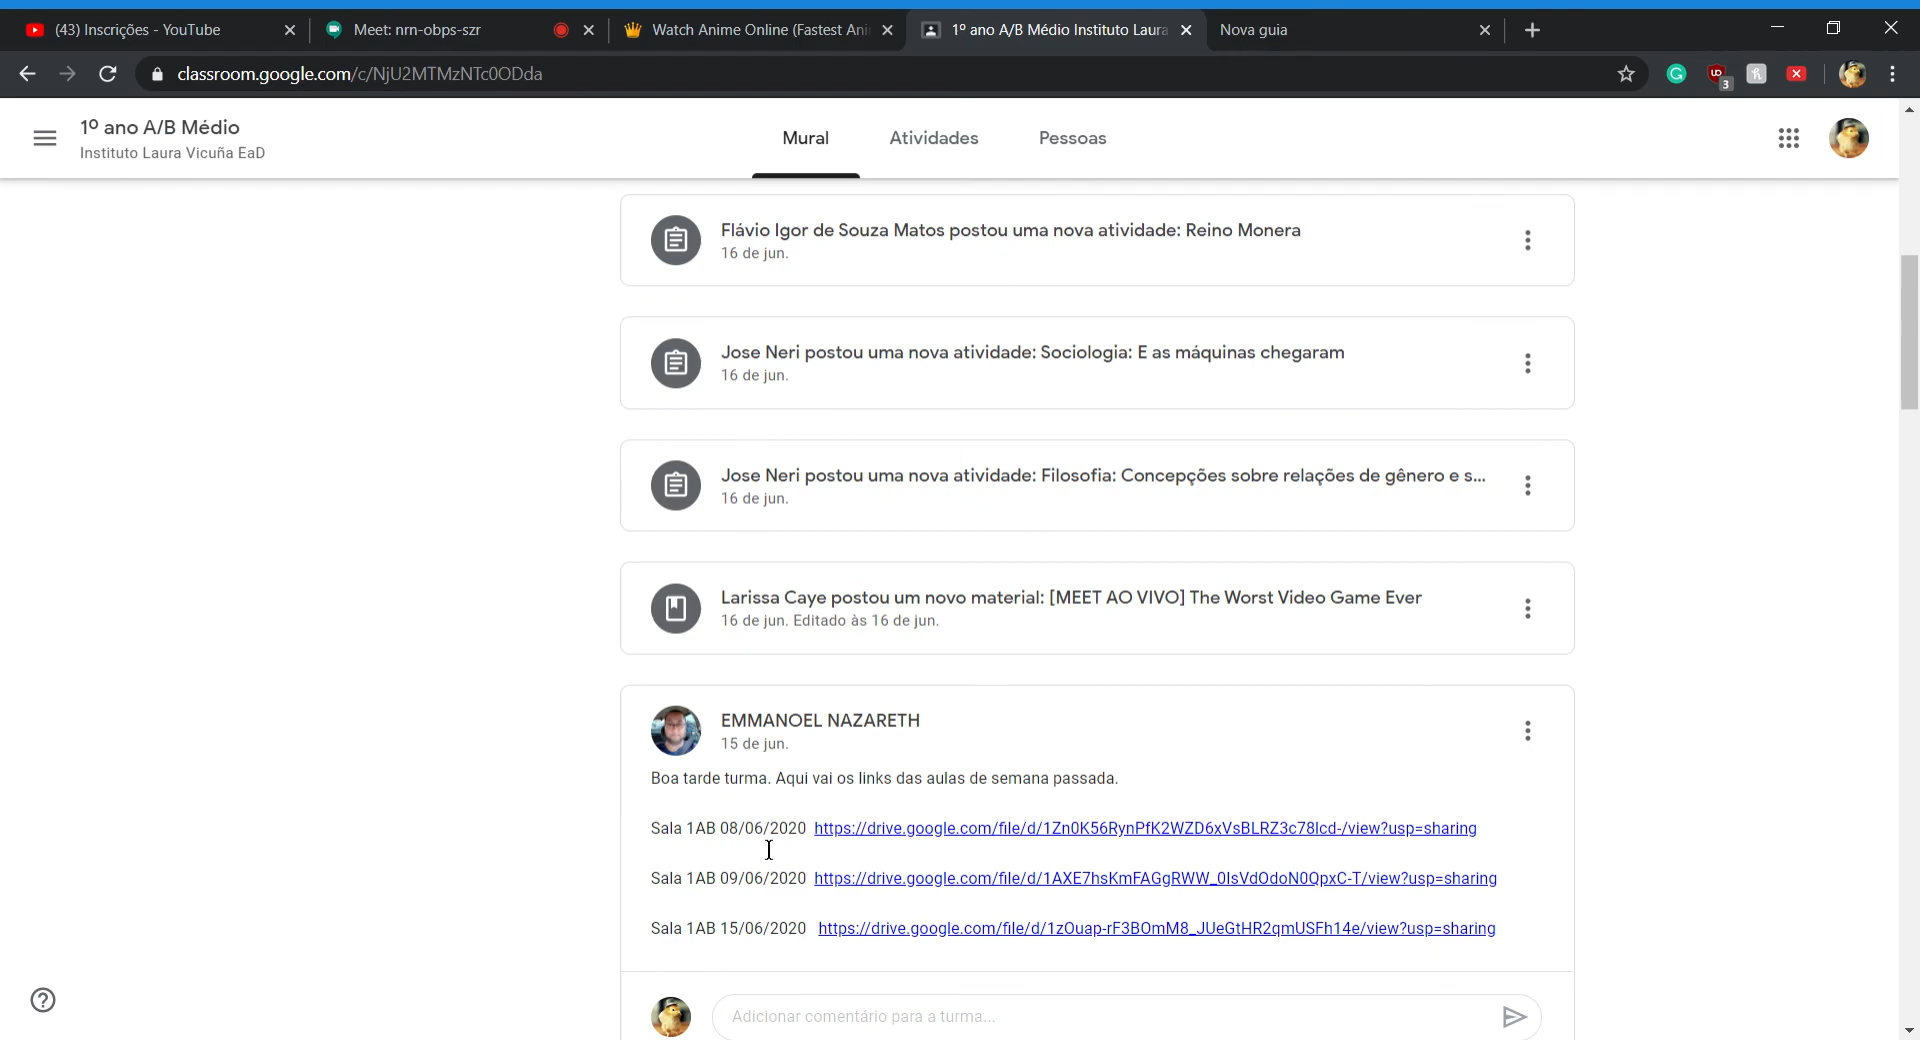 (43) Inscrições - YouTube
Meet: nrn-obps-szr
Watch Anime Online (Fastest Ani
1º ano A/B Médio Instituto Laura
Nova guia
classroom.google.com/c/NjU2MTMzNTc0ODda
3
1º ano A/B Médio
Instituto Laura Vicuña EaD
Mural
Atividades
Pessoas
Flávio Igor de Souza Matos postou uma nova atividade: Reino Monera
16 de jun.
Jose Neri postou uma nova atividade: Sociologia: E as máquinas chegaram
16 de jun.
Jose Neri postou uma nova atividade: Filosofia: Concepções sobre relações de gênero e s...
16 de jun.
Larissa Caye postou um novo material: [MEET AO VIVO] The Worst Video Game Ever
16 de jun. Editado às 16 de jun.
EMMANOEL NAZARETH
15 de jun.
Boa tarde turma. Aqui vai os links das aulas de semana passada.
Sala 1AB 08/06/2020 https://drive.google.com/file/d/1Zn0K56RynPfK2WZD6xVsBLRZ3c78lcd-/view?usp=sharing
Sala 1AB 09/06/2020 https://drive.google.com/file/d/1AXE7hsKmFAGgRWW_0IsVdOdoN0QpxC-T/view?usp=sharing
Sala 1AB 15/06/2020 https://drive.google.com/file/d/1zOuap-rF3BOmM8_JUeGtHR2qmUSFh14e/view?usp=sharing
Adicionar comentário para a turma...